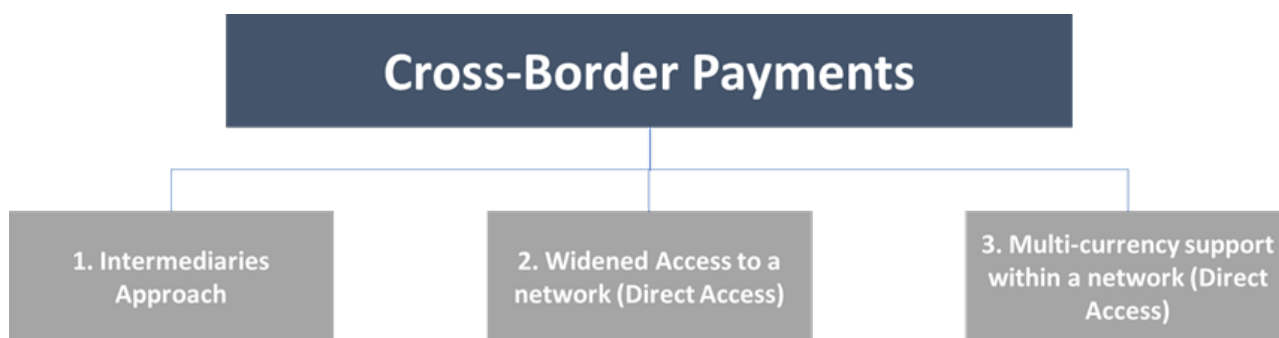 Cross-Border Payments
1. Intermediaries
Approach
2. Widened Access to a
network (Direct Access)
3. Multi-currency support
within a network (Direct
Access)